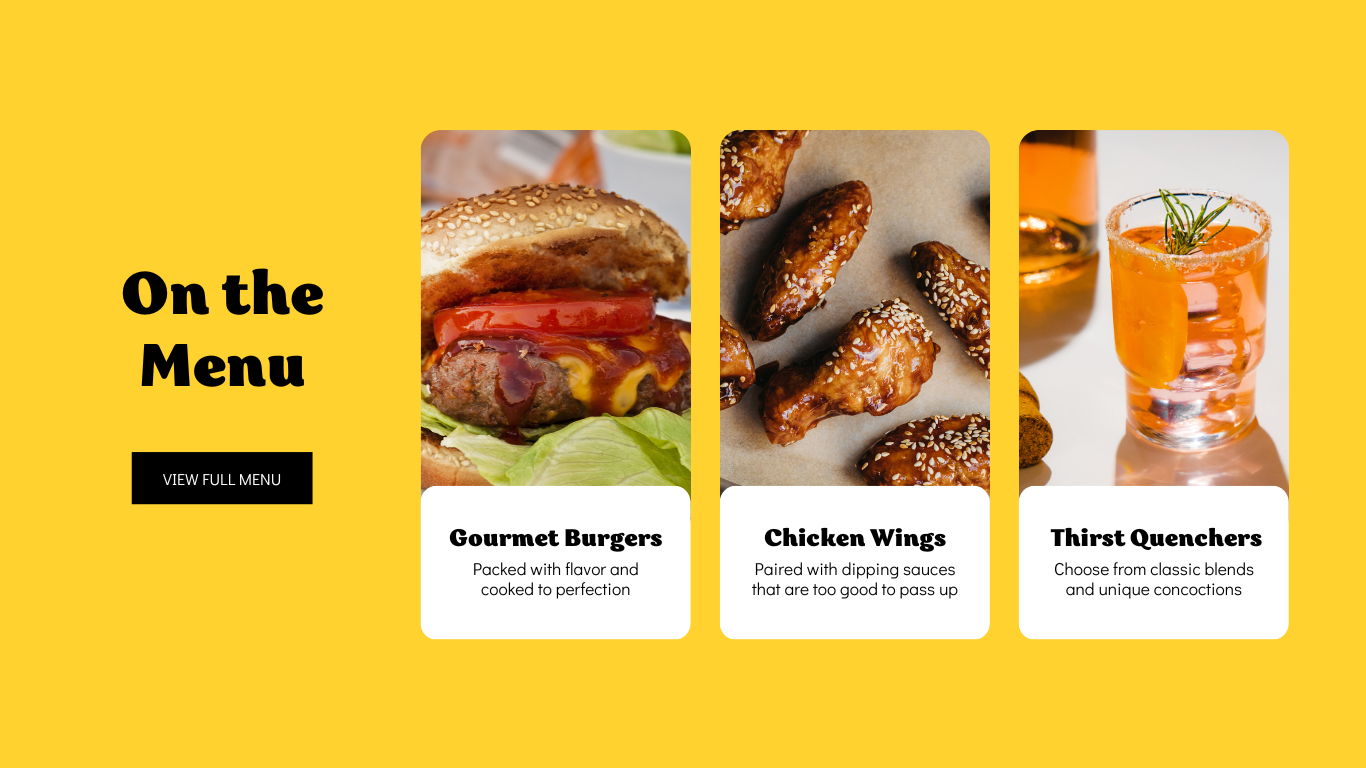 On the
Menu
VIEW FULL MENU
Gourmet Burgers
Packed with flavor and
cooked to perfection
Chicken Wings
Paired with dipping sauces
that are too good to pass up
Thirst Quenchers
Choose from classic blends
and unique concoctions